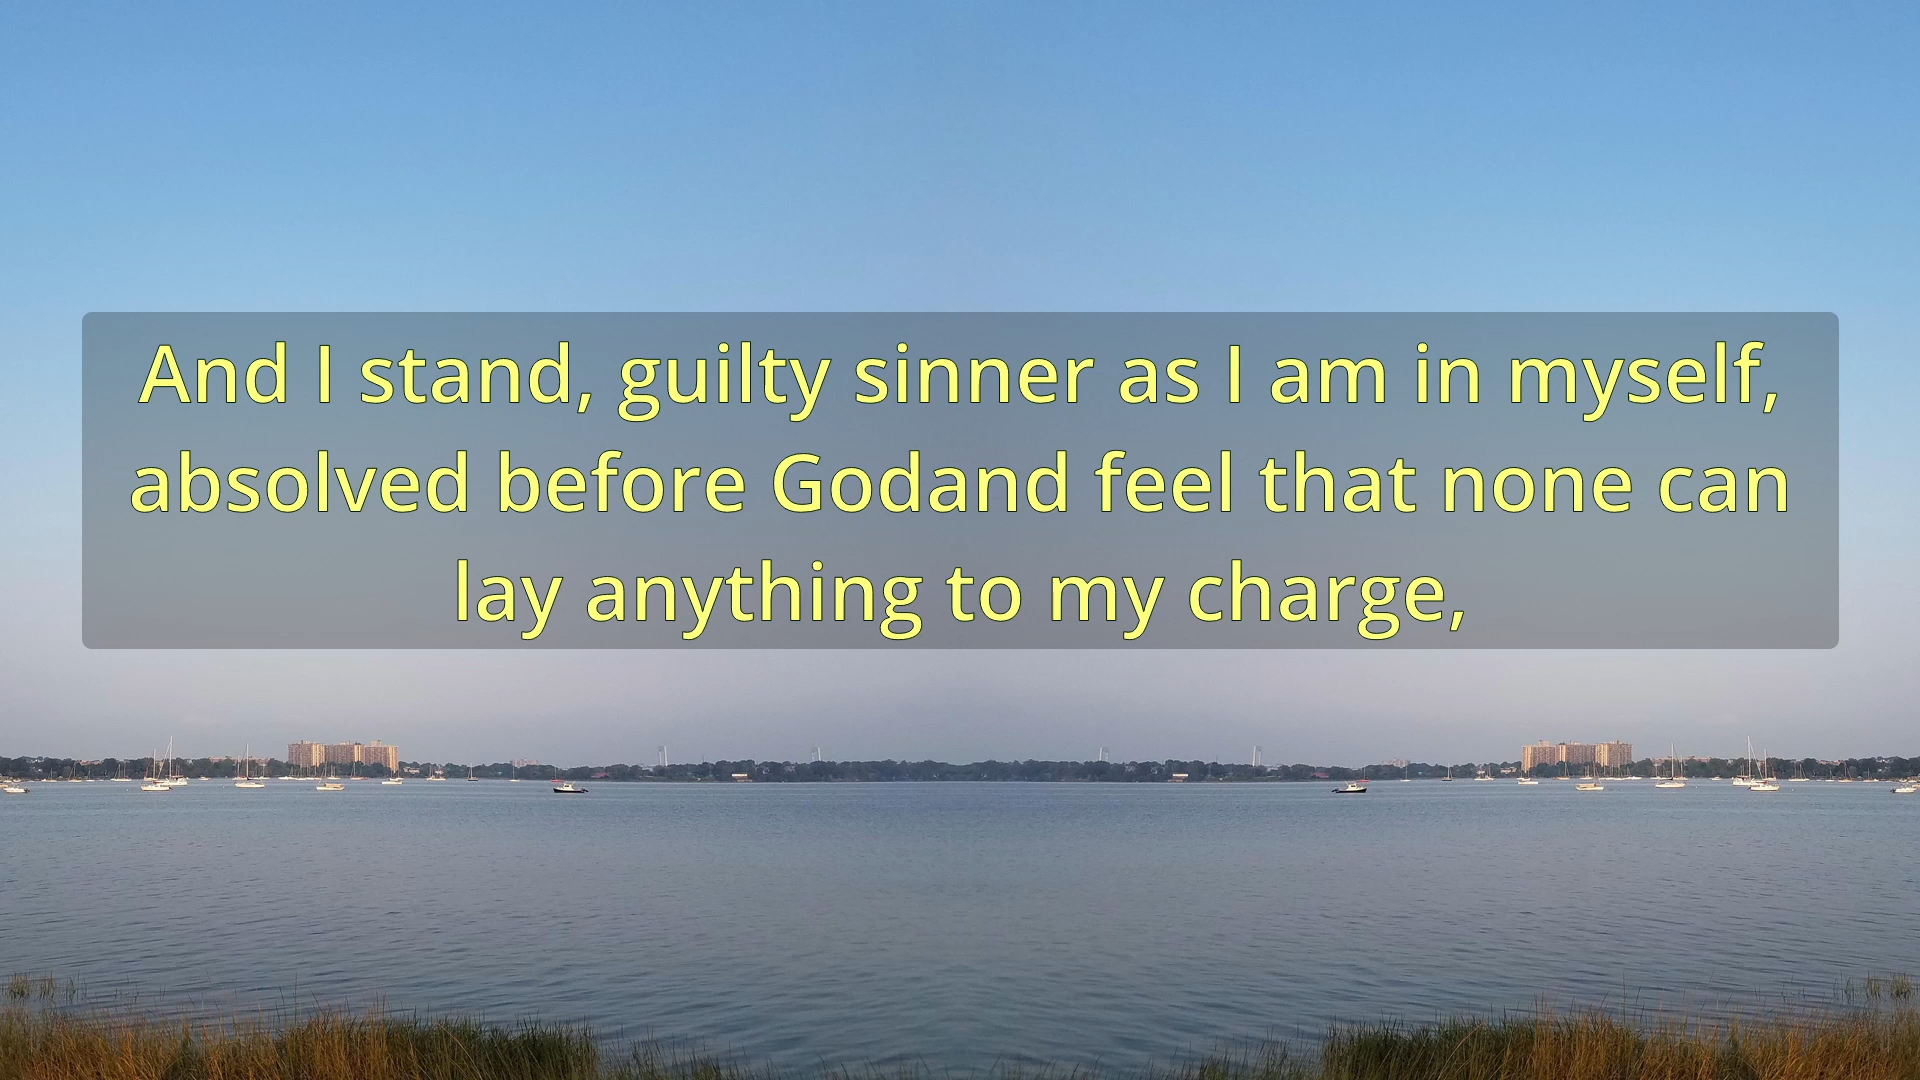 And I stand, guilty sinner as I am in myself,
absolved before Godand feel that none can
lay anything to my charge,